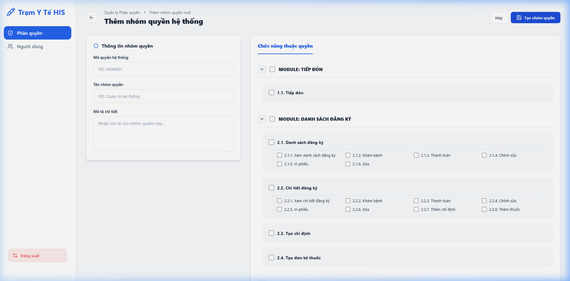 Trạm Y Tế HIS
Phân quyền
Người dùng
Đăng xuất
Quản lý Phân quyền > Thêm nhóm quyền mới
Thêm nhóm quyền hệ thống
Hủy
Tạo nhóm quyền
Thông tin nhóm quyền
Mã quyền hệ thống
VD: ADMIN01
Tên nhóm quyền
VD: Quản trị hệ thống
Mô tả chi tiết
Nhập mô tả cho nhóm quyền này...
Chức năng thuộc quyền
MODULE: TIẾP ĐÓN
1.1. Tiếp đón
MODULE: DANH SÁCH ĐĂNG KÝ
2.1. Danh sách đăng ký
2.1.1. Xem danh sách đăng ký
2.1.2. Khám bệnh
2.1.3. Thanh toán
2.1.4. Chỉnh sửa
2.1.5. In phiếu
2.1.6. Xóa
2.2. Chi tiết đăng ký
2.2.1. Xem chi tiết đăng ký
2.2.2. Khám bệnh
2.2.3. Thanh toán
2.2.4. Chỉnh sửa
2.2.5. In phiếu
2.2.6. Xóa
2.2.7. Thêm chỉ định
2.2.8. Thêm thuốc
2.3. Tạo chỉ định
2.4. Tạo đơn kê thuốc